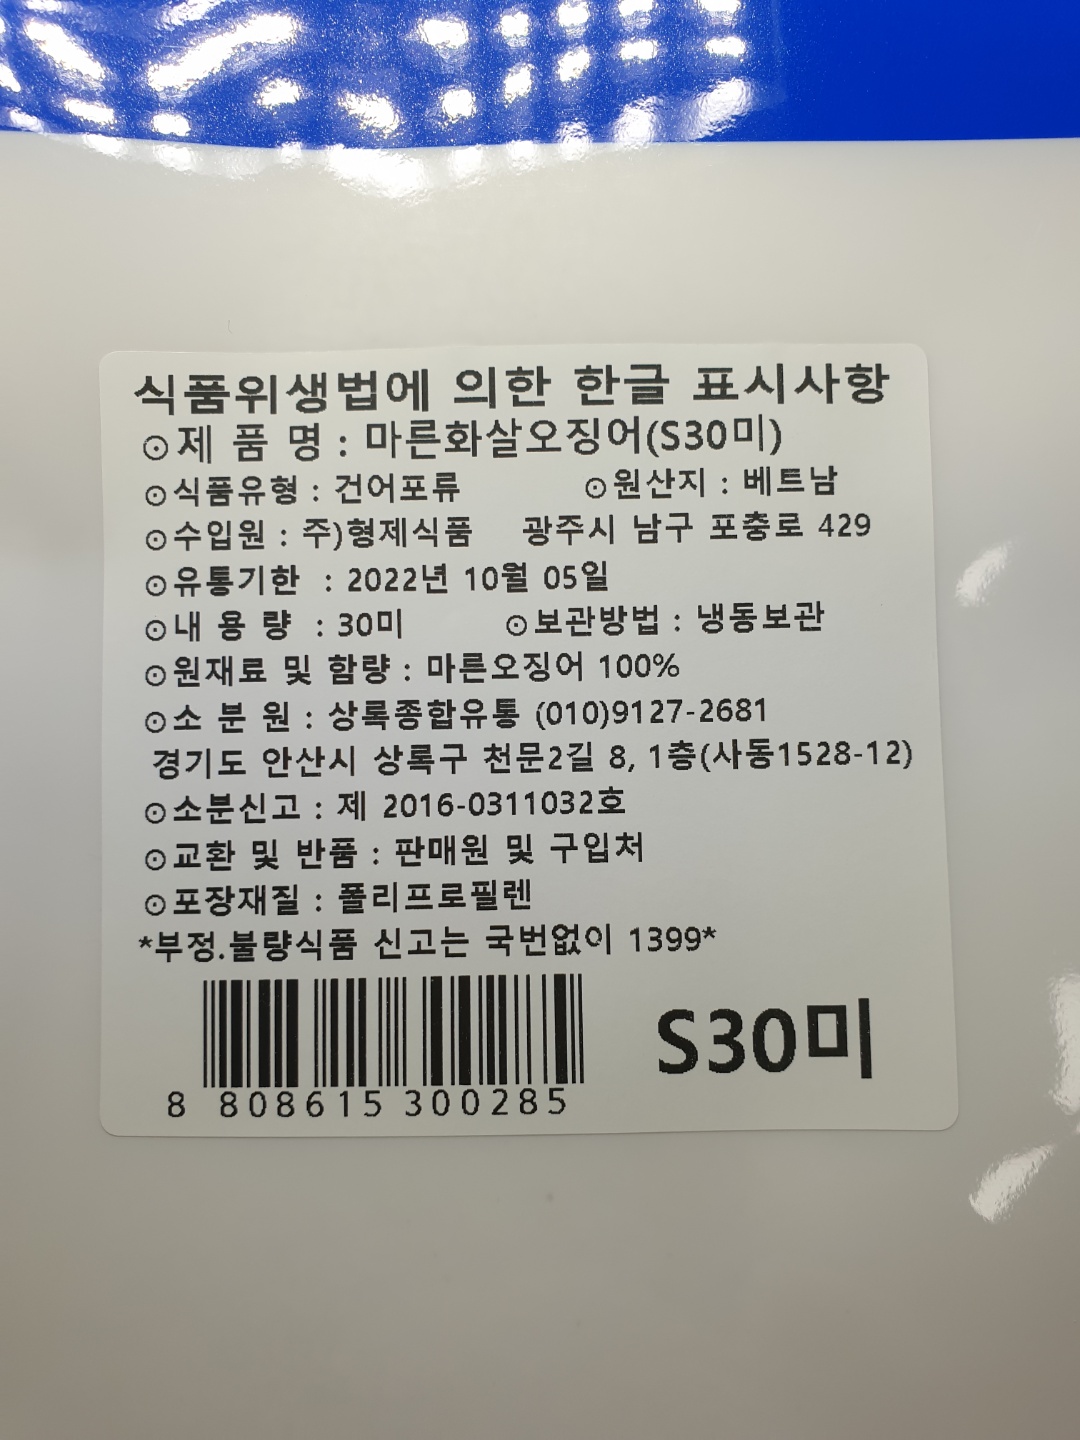 식품위생법에 의한 한글 표시사항
⊙제 품 명 : 마른화살오징어(S30미)
⊙식품유형 : 건어포류 ⊙원산지 : 베트남
⊙수입원 : 주)형제식품 광주시 남구 포충로 429
⊙유통기한 : 2022년 10월 05일
⊙내 용 량 : 30미 ⊙보관방법 : 냉동보관
⊙원재료 및 함량 : 마른오징어 100%
⊙소 분 원 : 상록종합유통 (010)9127-2681
경기도 안산시 상록구 천문2길 8, 1층(사동1528-12)
⊙소분신고 : 제 2016-0311032호
⊙교환 및 반품 : 판매원 및 구입처
⊙포장재질 : 폴리프로필렌
*부정.불량식품 신고는 국번없이 1399*
S30미
8 808615 300285